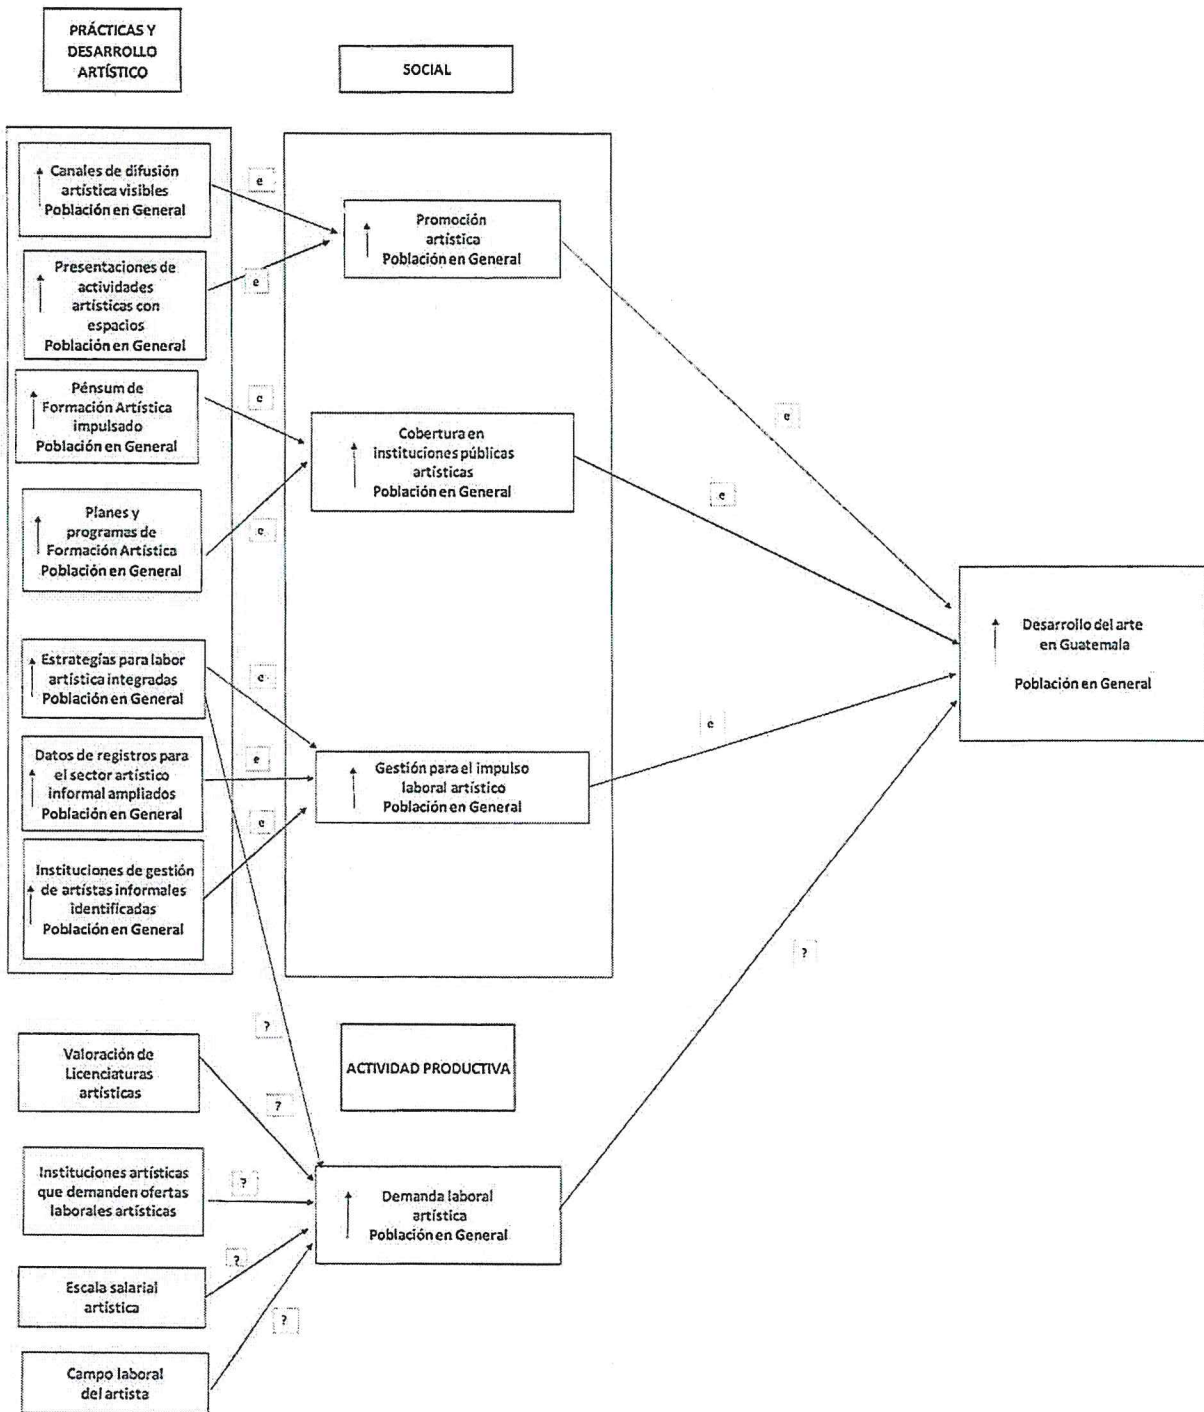 PRÁCTICAS Y
DESARROLLO
ARTÍSTICO
SOCIAL
Canales de difusión
artística visibles
Población en General
e
Presentaciones de
actividades
artísticas con
espacios
Población en General
e
Promoción
artística
Población en General
Pénsum de
Formación Artística
impulsado
Población en General
e
Cobertura en
instituciones públicas
artísticas
Población en General
e
e
Planes y
programas de
Formación Artística
Población en General
e
Desarrollo del arte
en Guatemala
Población en General
Estrategías para labor
artística integradas
Población en General
e
Datos de registros para
el sector artístico
informal ampliados
Población en General
e
Gestión para el impulso
laboral artístico
Población en General
e
e
Instituciones de gestión
de artístas informales
identificadas
Población en General
?
?
ACTIVIDAD PRODUCTIVA
Valoración de
Licenciaturas
artísticas
?
Instituciones artísticas
que demanden ofertas
laborales artísticas
?
Demanda laboral
artística
Población en General
Escala salarial
artística
?
?
Campo laboral
del artista